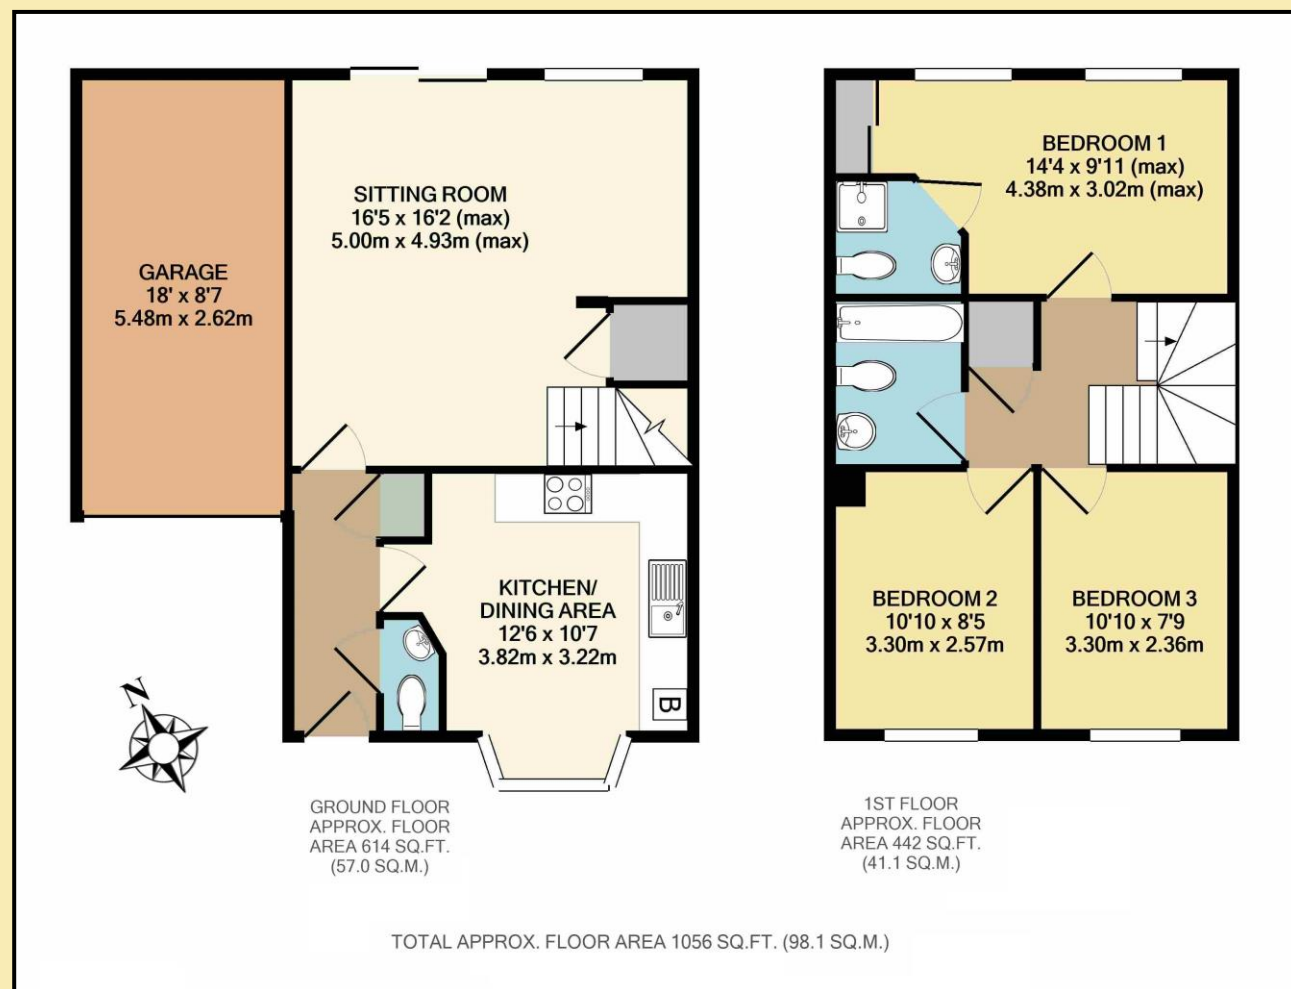 SITTING ROOM
16'5 x 16'2 (max)
5.00m x 4.93m (max)
GARAGE
18' x 8'7
5.48m x 2.62m
KITCHEN/
DINING AREA
12'6 x 10'7
3.82m x 3.22m
B
N
GROUND FLOOR
APPROX. FLOOR
AREA 614 SQ.FT.
(57.0 SQ.M.)
BEDROOM 1
14'4 x 9'11 (max)
4.38m x 3.02m (max)
BEDROOM 2
10'10 x 8'5
3.30m x 2.57m
BEDROOM 3
10'10 x 7'9
3.30m x 2.36m
1ST FLOOR
APPROX. FLOOR
AREA 442 SQ.FT.
(41.1 SQ.M.)
TOTAL APPROX. FLOOR AREA 1056 SQ.FT. (98.1 SQ.M.)